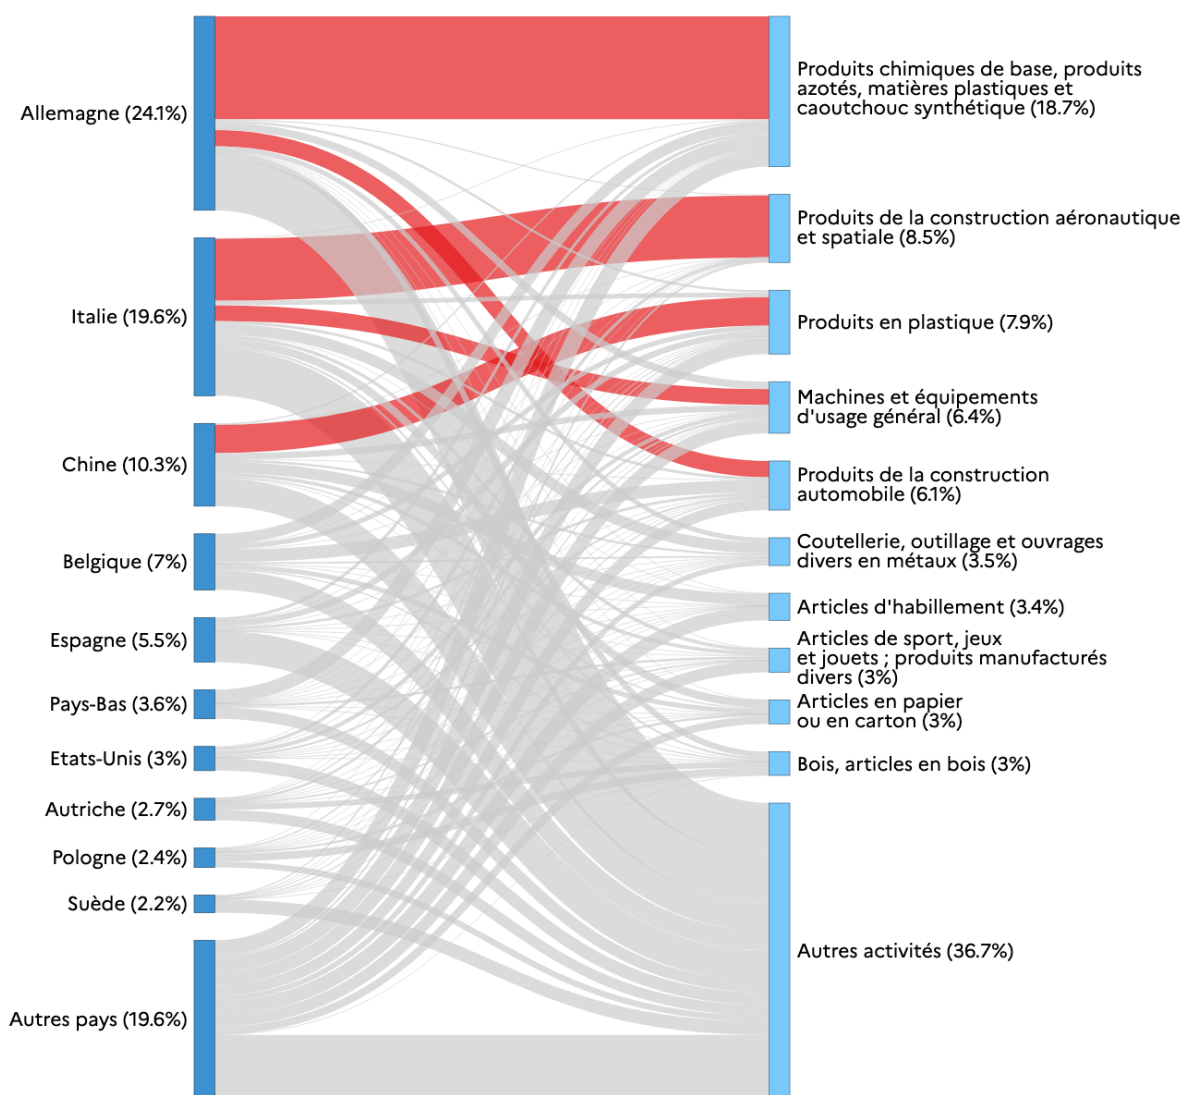 Allemagne (24.1%)
Italie (19.6%)
Chine (10.3%)
Belgique (7%)
Espagne (5.5%)
Pays-Bas (3.6%)
Etats-Unis (3%)
Autriche (2.7%)
Pologne (2.4%)
Suède (2.2%)
Autres pays (19.6%)
Produits chimiques de base, produits
azotés, matières plastiques et
caoutchouc synthétique (18.7%)
Produits de la construction aéronautique
et spatiale (8.5%)
Produits en plastique (7.9%)
Machines et équipements
d'usage général (6.4%)
Produits de la construction
automobile (6.1%)
Coutellerie, outillage et ouvrages
divers en métaux (3.5%)
Articles d'habillement (3.4%)
Articles de sport, jeux
et jouets ; produits manufacturés
divers (3%)
Articles en papier
ou en carton (3%)
Bois, articles en bois (3%)
Autres activités (36.7%)